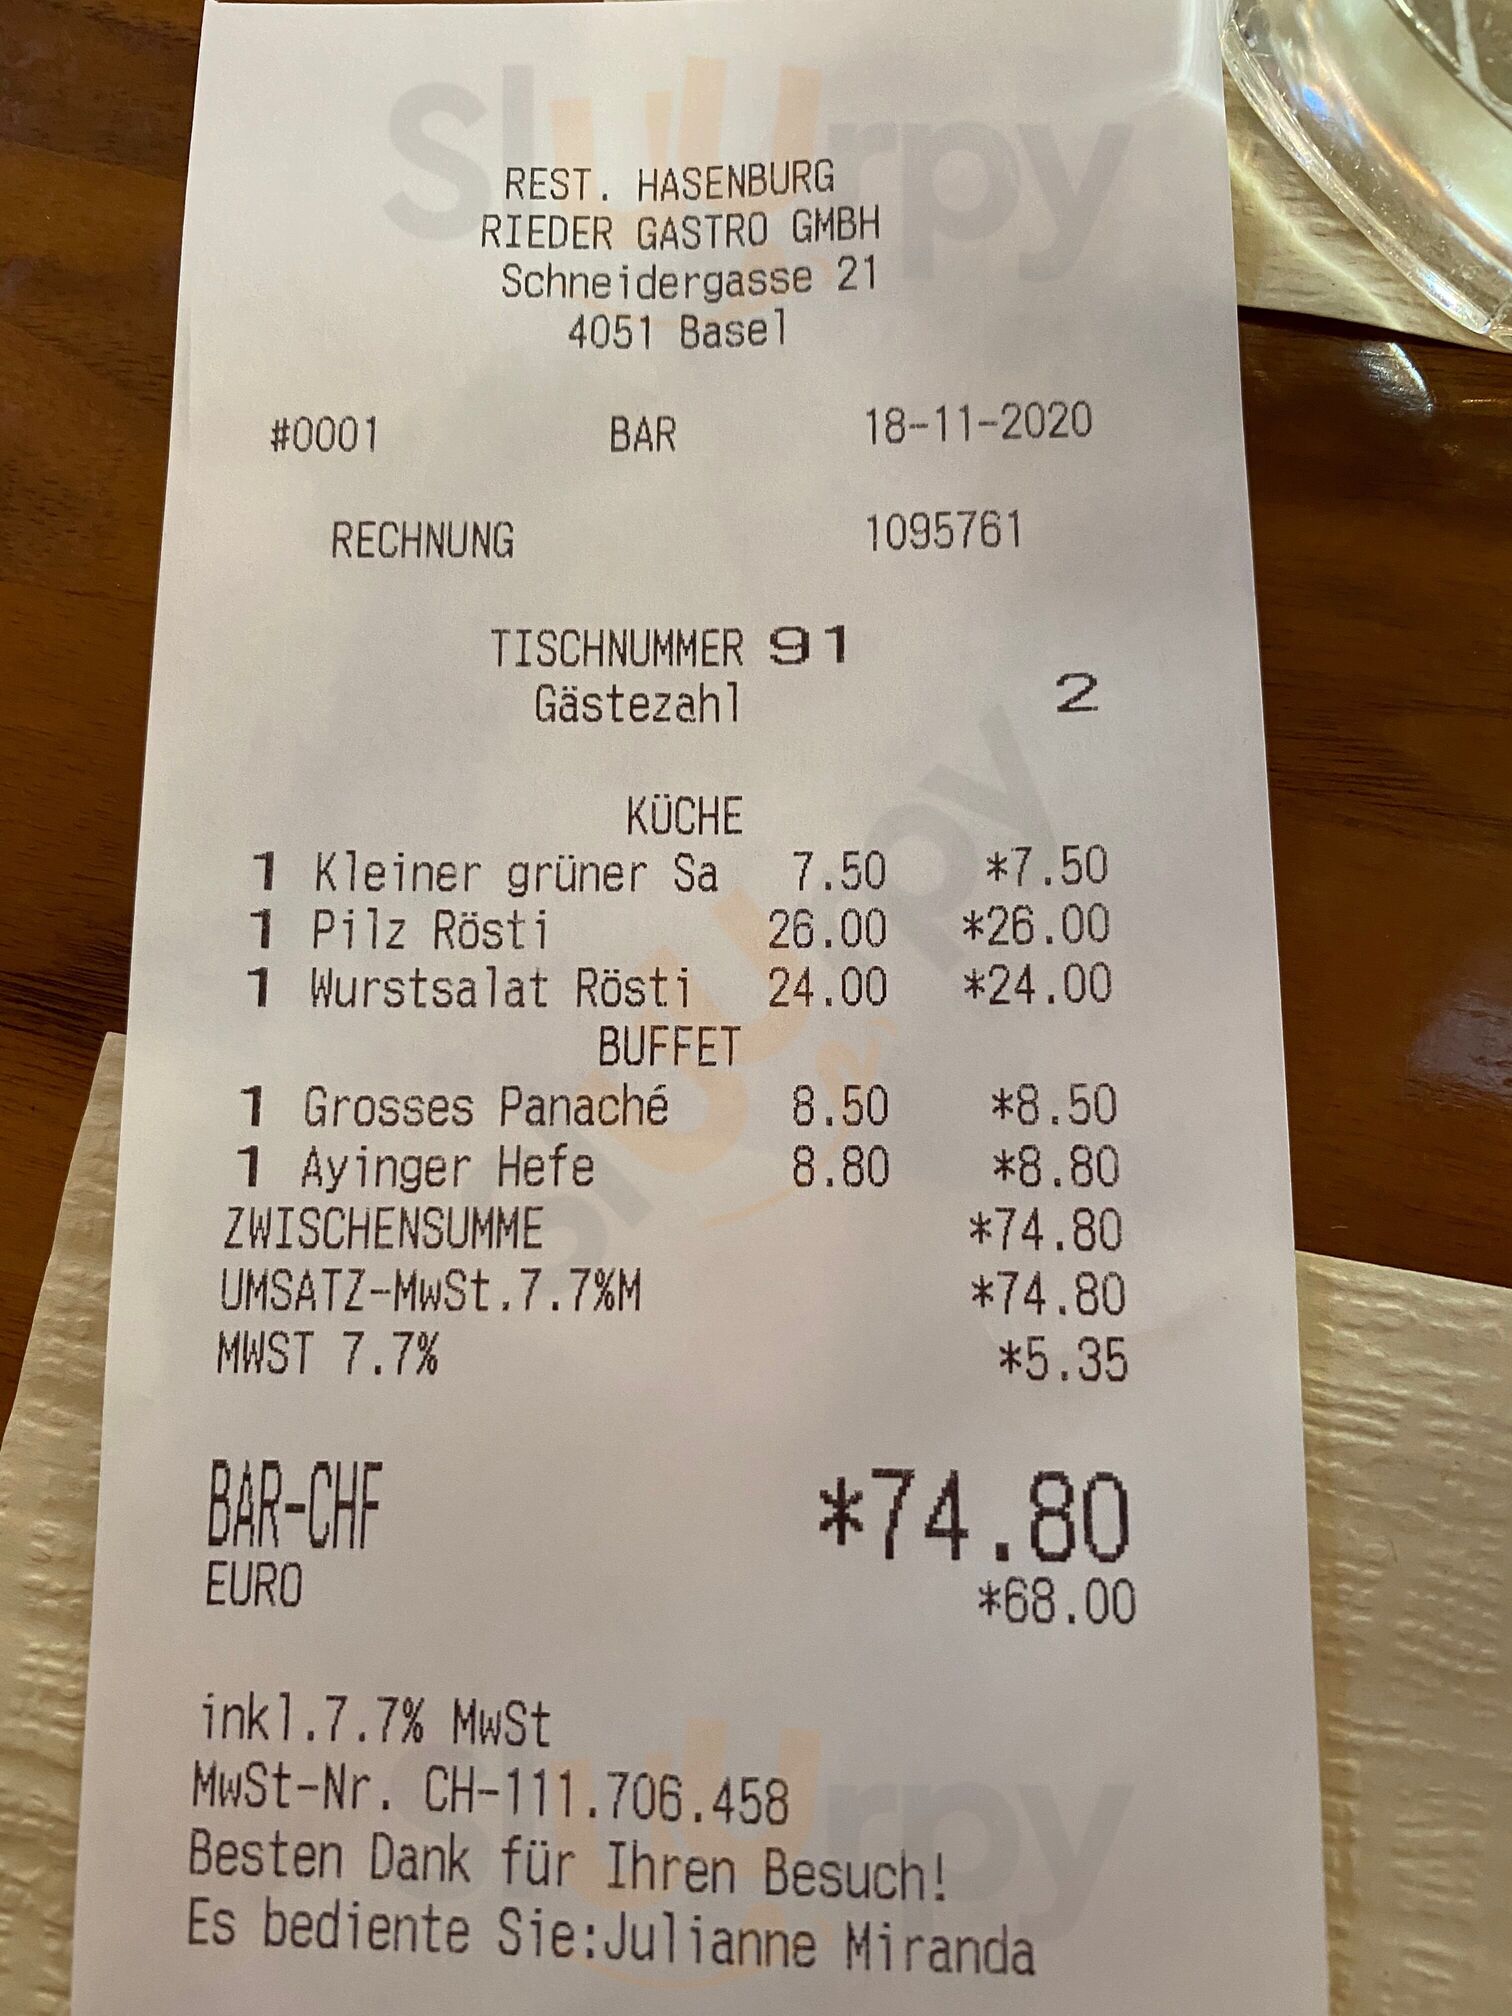 REST. HASENBURG
RIEDER GASTRO GMBH
Schneidergasse 21
4051 Basel
#0001 BAR 18-11-2020
RECHNUNG 1095761
TISCHNUMMER 91
Gästezahl 2
KÜCHE
1 Kleiner grüner Sa 7.50 *7.50
1 Pilz Rösti 26.00 *26.00
1 Wurstsalat Rösti 24.00 *24.00
BUFFET
1 Grosses Panaché 8.50 *8.50
1 Ayinger Hefe 8.80 *8.80
ZWISCHENSUMME *74.80
UMSATZ-MwSt.7.7%M *74.80
MWST 7.7% *5.35
BAR-CHF *74.80
EURO *68.00
inkl.7.7% MwSt
MwSt-Nr. CH-111.706.458
Besten Dank für Ihren Besuch!
Es bediente Sie:Julianne Miranda
Sluurpy
Sluurpy
Sluurpy